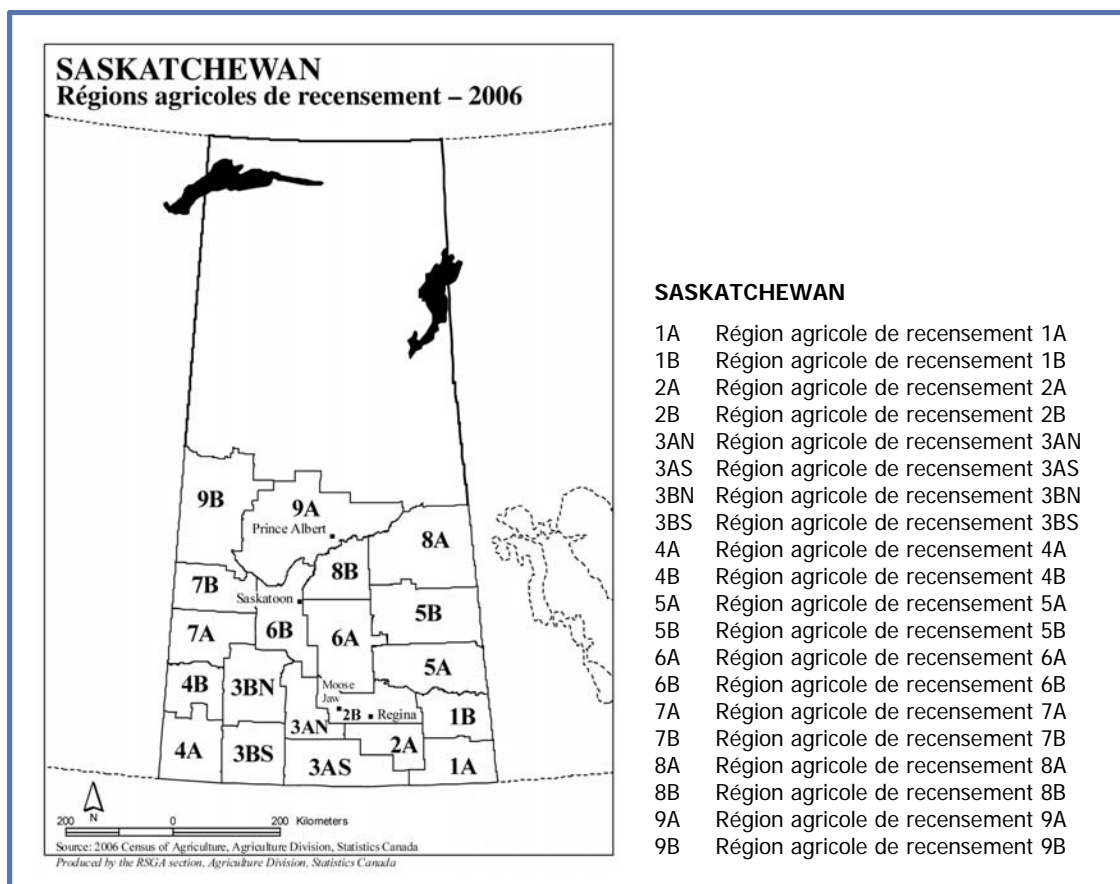 SASKATCHEWAN
Régions agricoles de recensement – 2006
9B
9A
Prince Albert
8A
8B
7B
Saskatoon
5B
6B
6A
7A
5A
4B
3BN
Moose
Jaw
2B
Regina
1B
3AN
2A
4A
3BS
3AS
1A
N
200 0 200 Kilometers
Source: 2006 Census of Agriculture, Agriculture Division, Statistics Canada
Produced by the RSGA section, Agriculture Division, Statistics Canada
SASKATCHEWAN
1A Région agricole de recensement 1A
1B Région agricole de recensement 1B
2A Région agricole de recensement 2A
2B Région agricole de recensement 2B
3AN Région agricole de recensement 3AN
3AS Région agricole de recensement 3AS
3BN Région agricole de recensement 3BN
3BS Région agricole de recensement 3BS
4A Région agricole de recensement 4A
4B Région agricole de recensement 4B
5A Région agricole de recensement 5A
5B Région agricole de recensement 5B
6A Région agricole de recensement 6A
6B Région agricole de recensement 6B
7A Région agricole de recensement 7A
7B Région agricole de recensement 7B
8A Région agricole de recensement 8A
8B Région agricole de recensement 8B
9A Région agricole de recensement 9A
9B Région agricole de recensement 9B